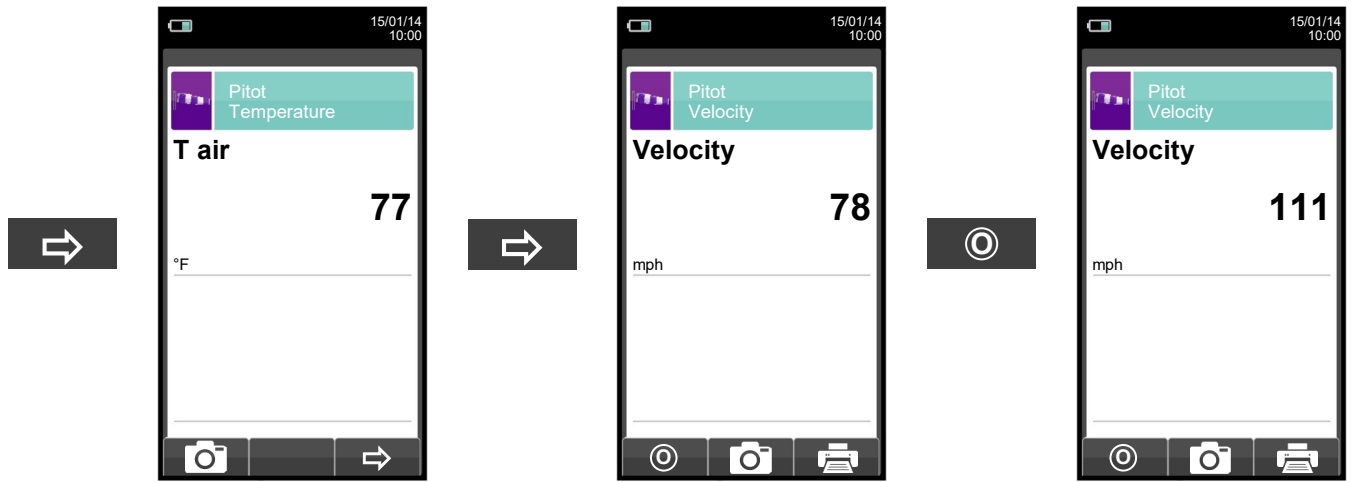 15/01/14
10:00
Pitot
Temperature
T air
77
°F
15/01/14
10:00
Pitot
Velocity
Velocity
78
mph
O
O
15/01/14
10:00
Pitot
Velocity
Velocity
111
mph
O